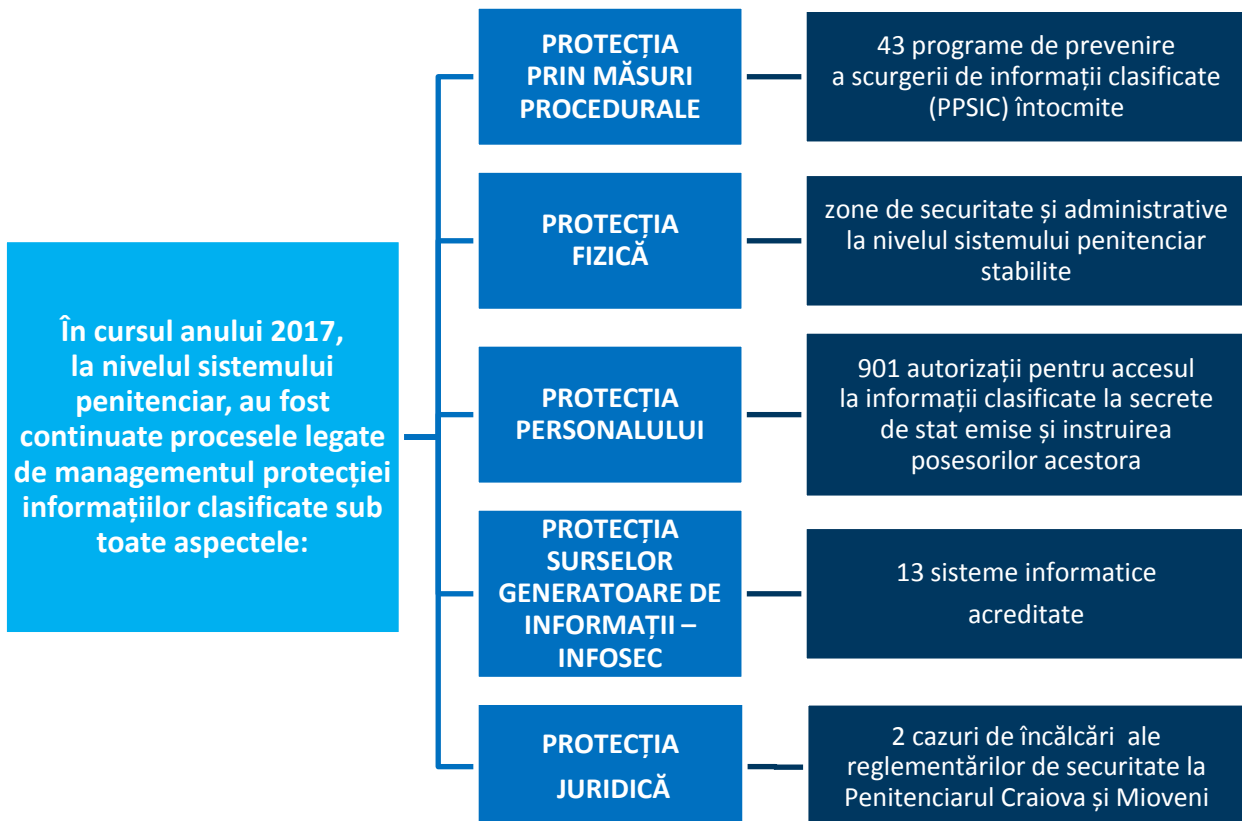 În cursul anului 2017,
la nivelul sistemului
penitenciar, au fost
continuate procesele legate
de managementul protecției
informațiilor clasificate sub
toate aspectele:
PROTECȚIA
PRIN MĂSURI
PROCEDURALE
43 programe de prevenire
a scurgerii de informații clasificate
(PPSIC) întocmite
PROTECȚIA
FIZICĂ
zone de securitate și administrative
la nivelul sistemului penitenciar
stabilite
PROTECȚIA
PERSONALULUI
901 autorizații pentru accesul
la informații clasificate la secrete
de stat emise și instruirea
posesorilor acestora
PROTECȚIA
SURSELOR
GENERATOARE DE
INFORMAȚII –
INFOSEC
13 sisteme informatice
acreditate
PROTECȚIA
JURIDICĂ
2 cazuri de încălcări ale
reglementărilor de securitate la
Penitenciarul Craiova și Mioveni